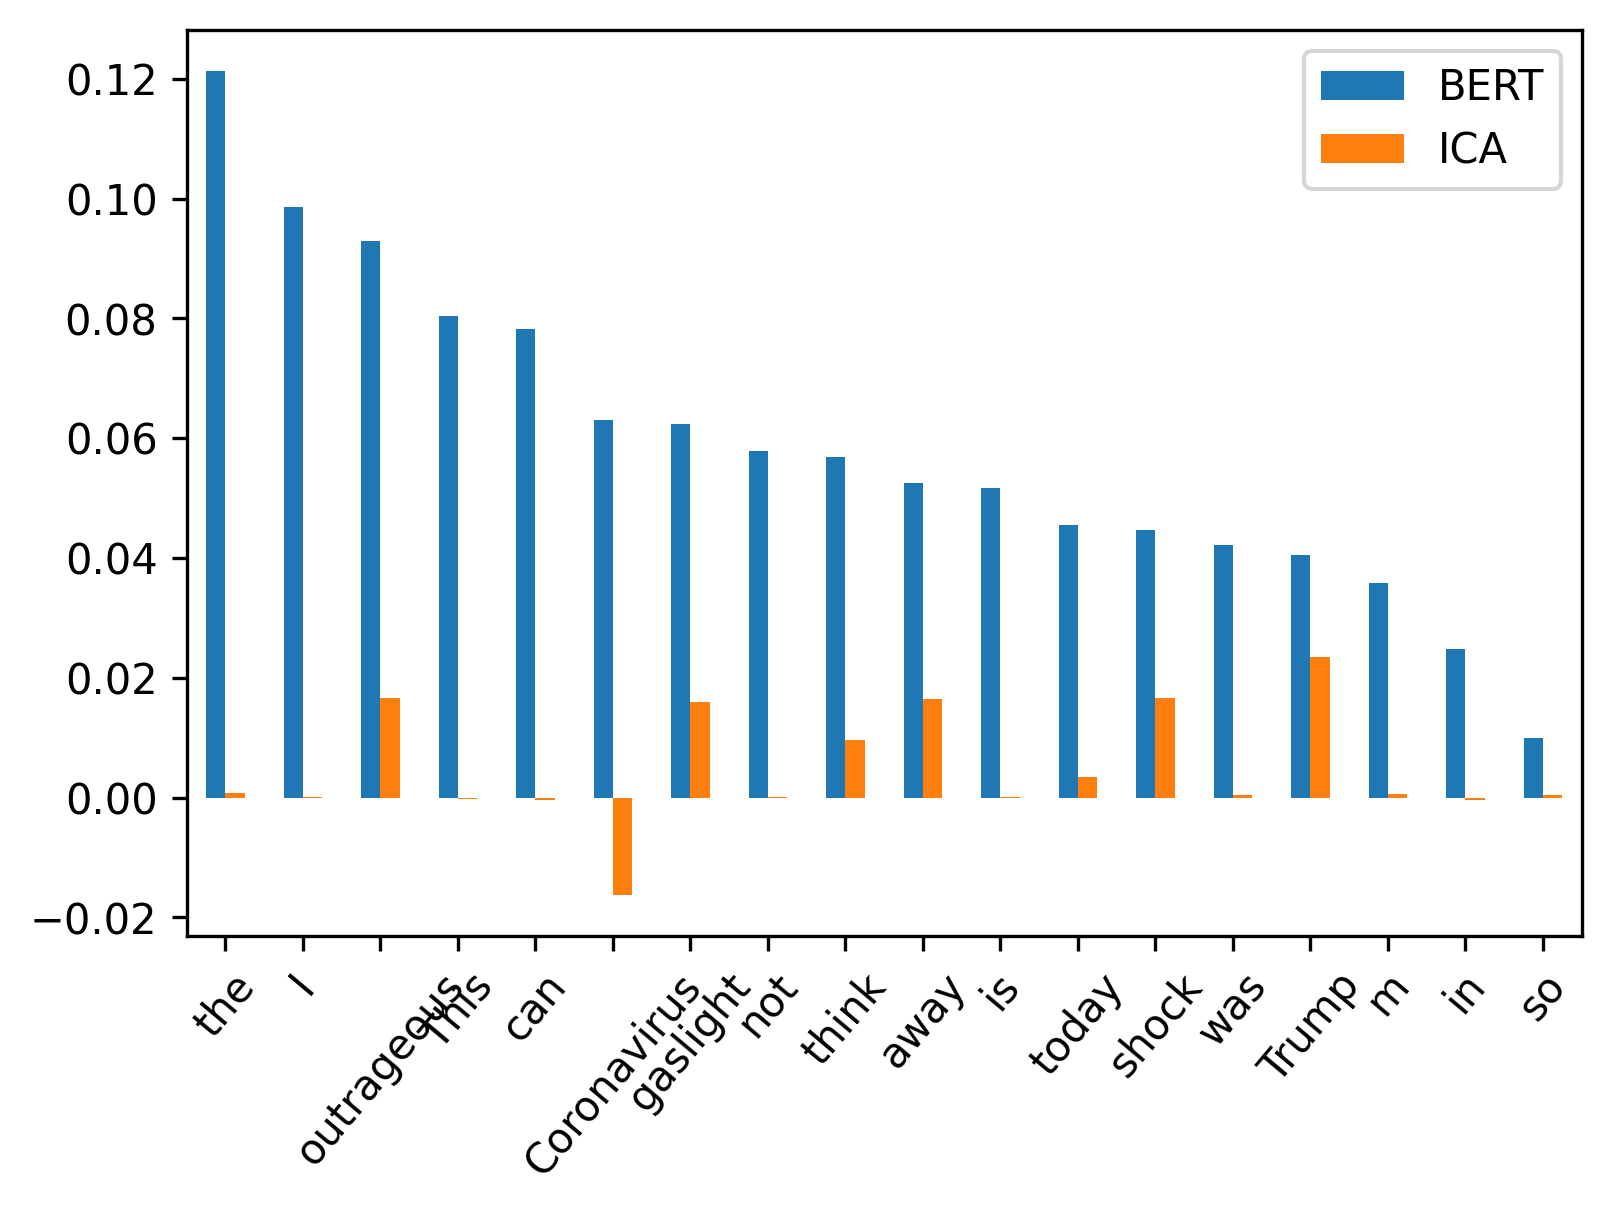 0.12
0.10
0.08
0.06
0.04
0.02
0.00
−0.02
BERT
ICA
the
I
outrageous
This
can
Coronavirus
gaslight
not
think
away
is
today
shock
was
Trump
m
in
so